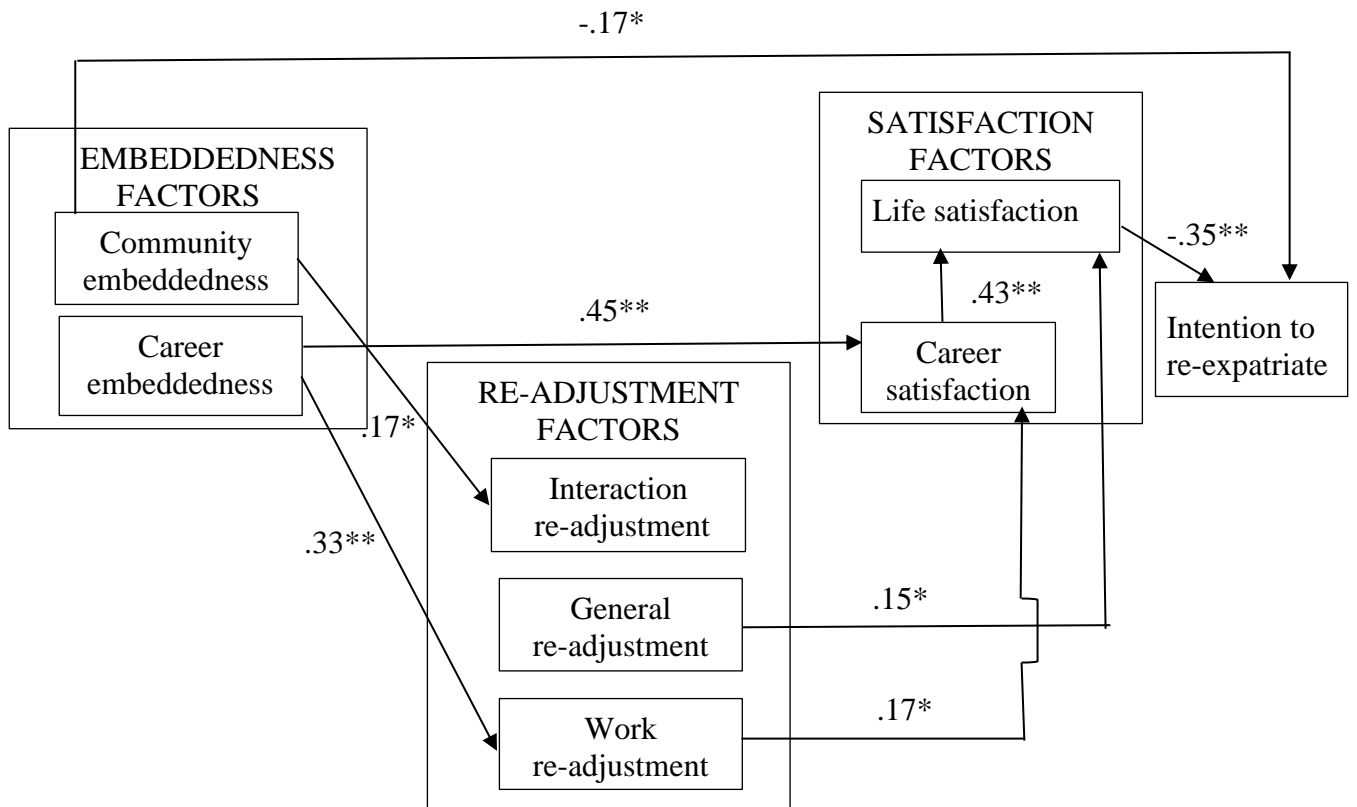 -.17*
EMBEDDEDNESS
FACTORS
Community
embeddedness
Career
embeddedness
SATISFACTION
FACTORS
Life satisfaction
-.35**
.43**
Career
satisfaction
Intention to
re-expatriate
.45**
.17*
.33**
RE-ADJUSTMENT
FACTORS
Interaction
re-adjustment
General
re-adjustment
.15*
Work
re-adjustment
.17*